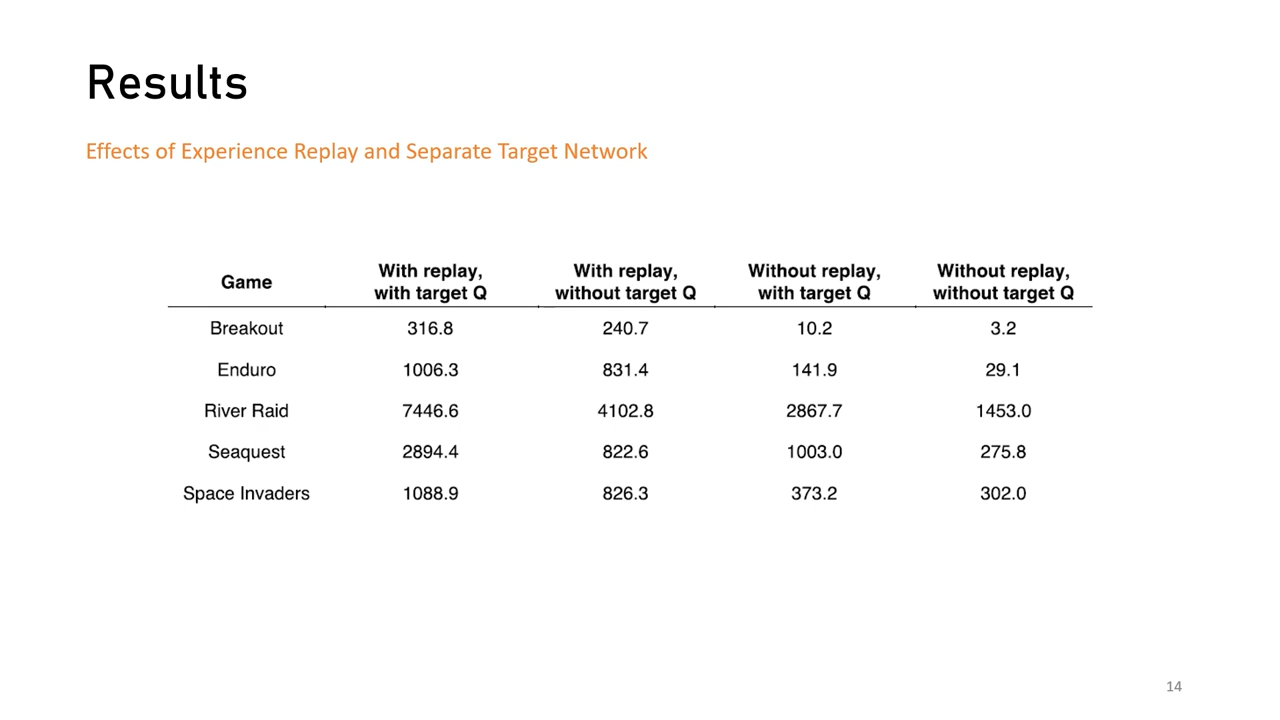 Results
Effects of Experience Replay and Separate Target Network
Game With replay, with target Q With replay, without target Q Without replay, with target Q Without replay, without target Q
Breakout 316.8 240.7 10.2 3.2
Enduro 1006.3 831.4 141.9 29.1
River Raid 7446.6 4102.8 2867.7 1453.0
Seaquest 2894.4 822.6 1003.0 275.8
Space Invaders 1088.9 826.3 373.2 302.0
14